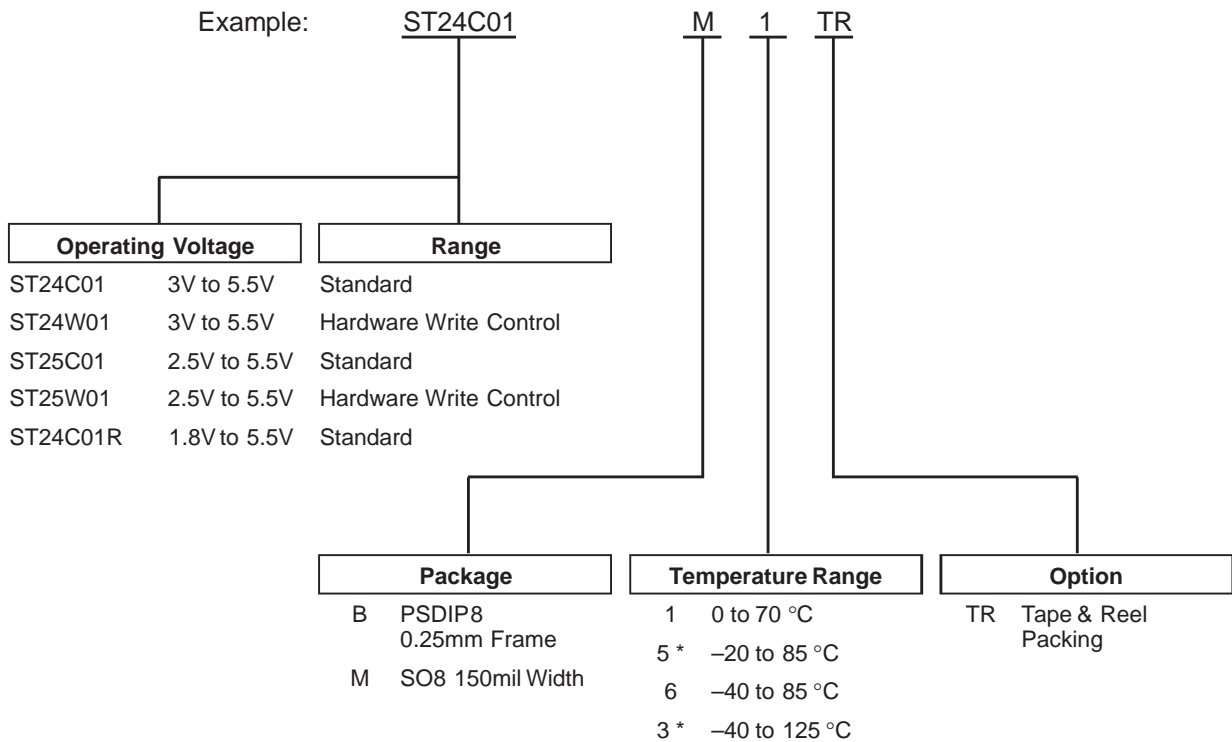 Example: ST24C01 M 1 TR
Operating Voltage Range
ST24C01 3V to 5.5V Standard
ST24W01 3V to 5.5V Hardware Write Control
ST25C01 2.5V to 5.5V Standard
ST25W01 2.5V to 5.5V Hardware Write Control
ST24C01R 1.8V to 5.5V Standard
Package
B PSDIP8
0.25mm Frame
M SO8 150mil Width
Temperature Range
1 0 to 70 °C
5 * –20 to 85 °C
6 –40 to 85 °C
3 * –40 to 125 °C
Option
TR Tape & Reel
Packing